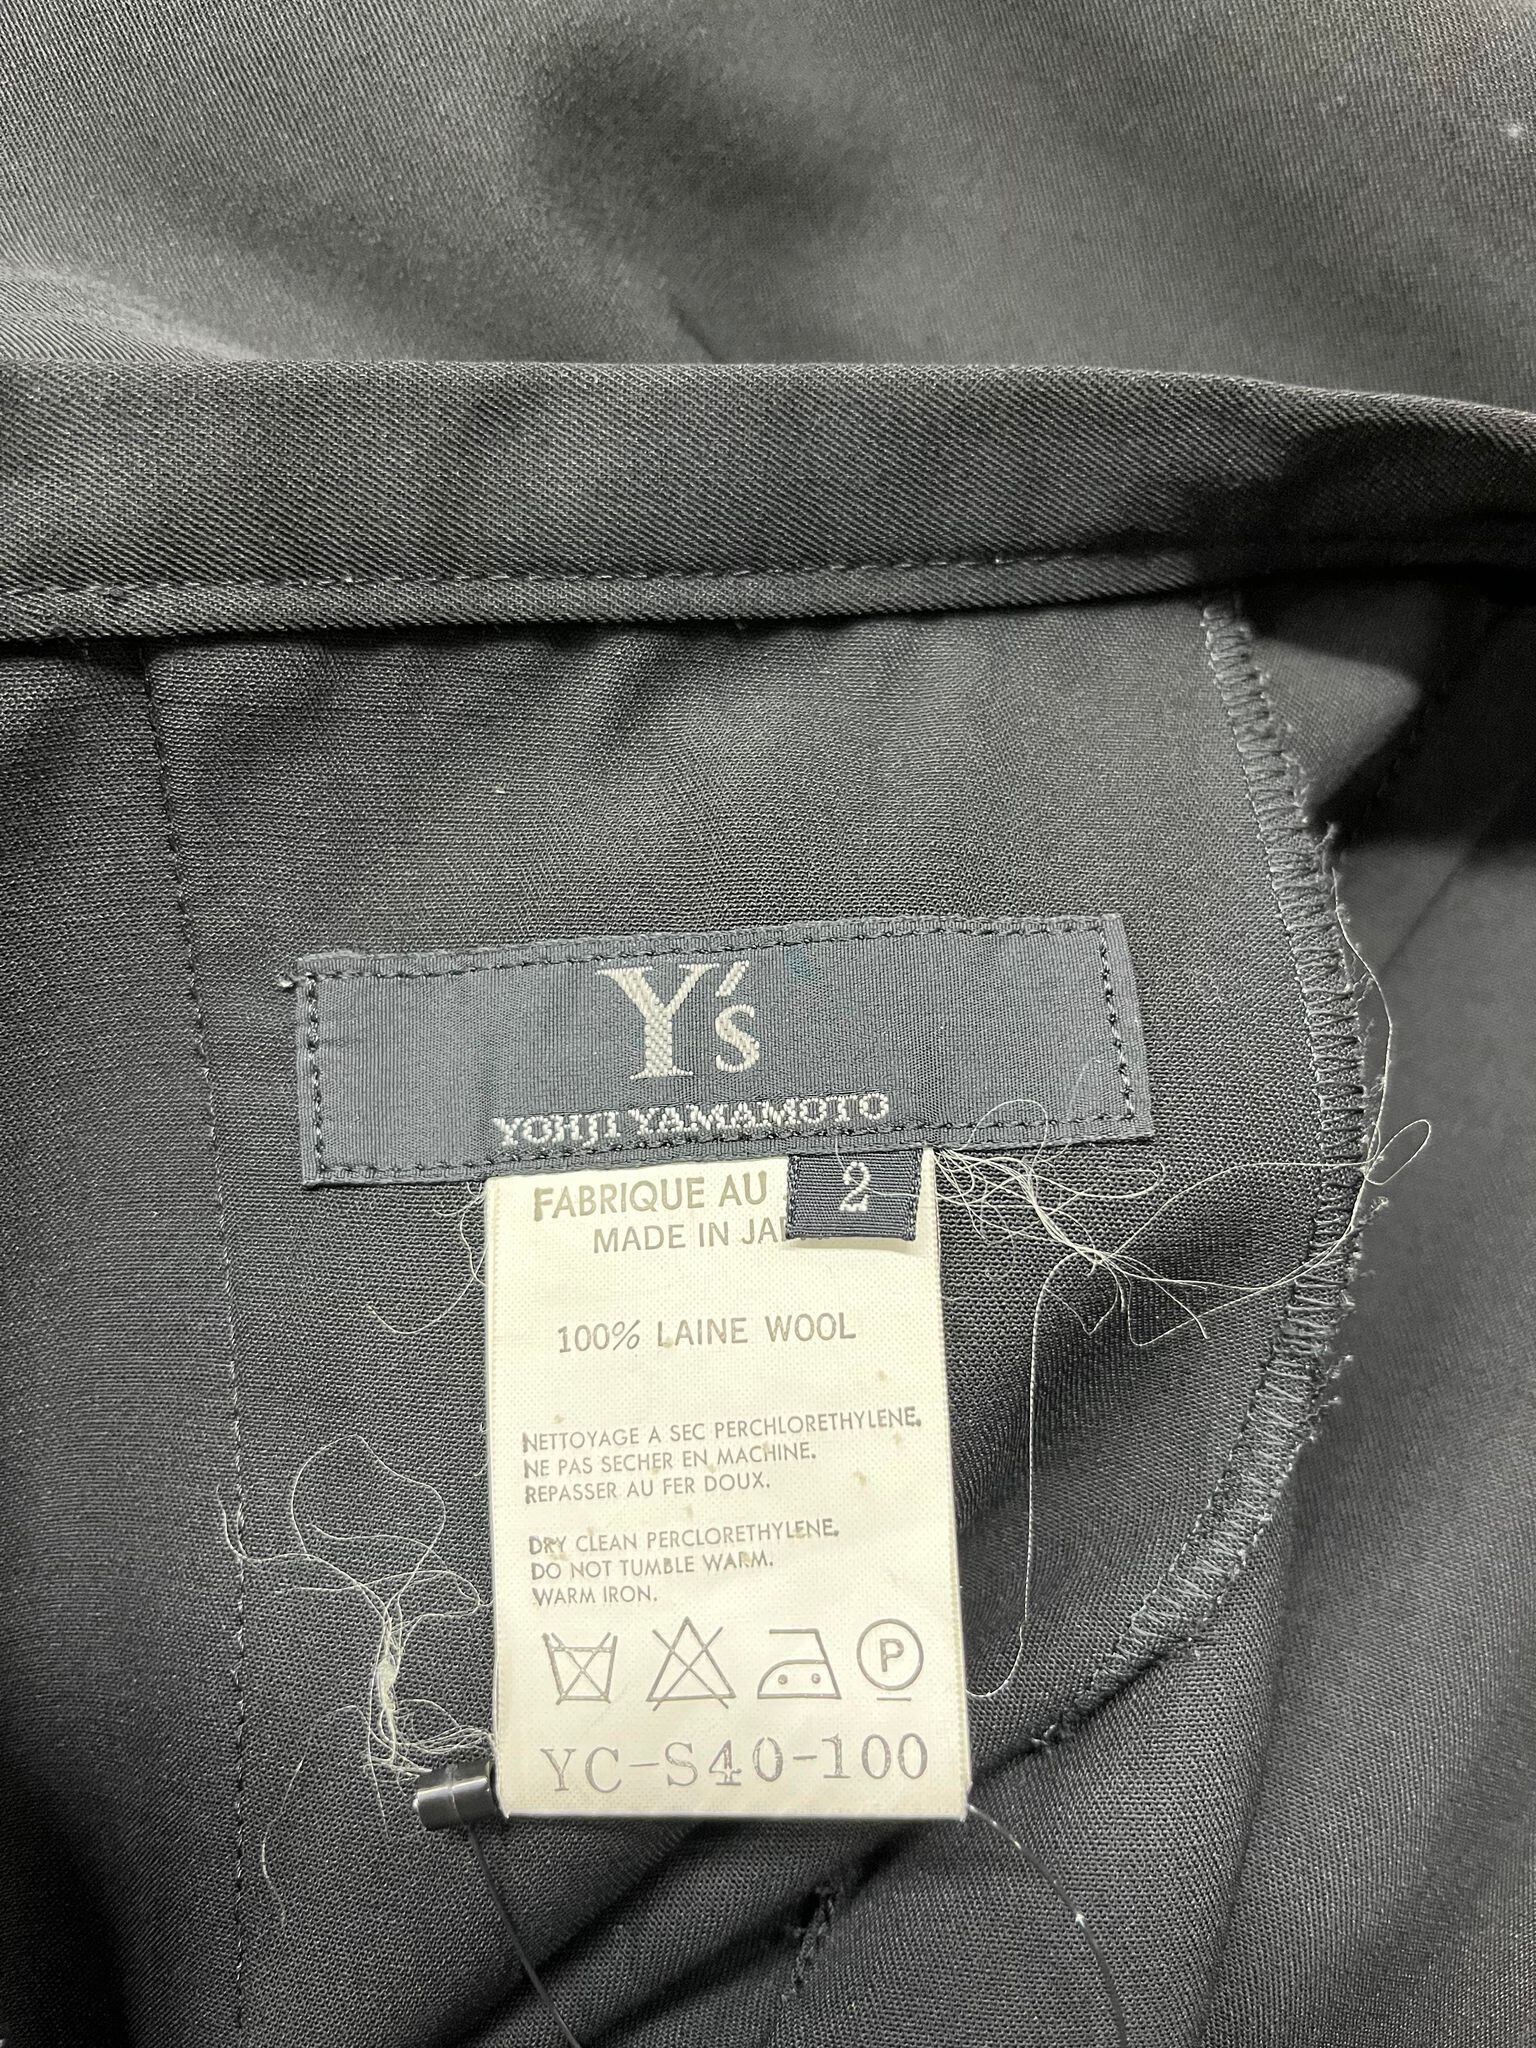 Y's
YOHJI YAMAMOTO
2
FABRIQUE AU
MADE IN
100% LAINE WOOL
NETTOYAGE A SEC PERCHLORETHYLENE.
NE PAS SECHER EN MACHINE.
REPASSER AU FER DOUX.
DRY CLEAN PERCLORETHYLENE.
DO NOT TUMBLE WARM.
WARM IRON.
P
YC-S40-100